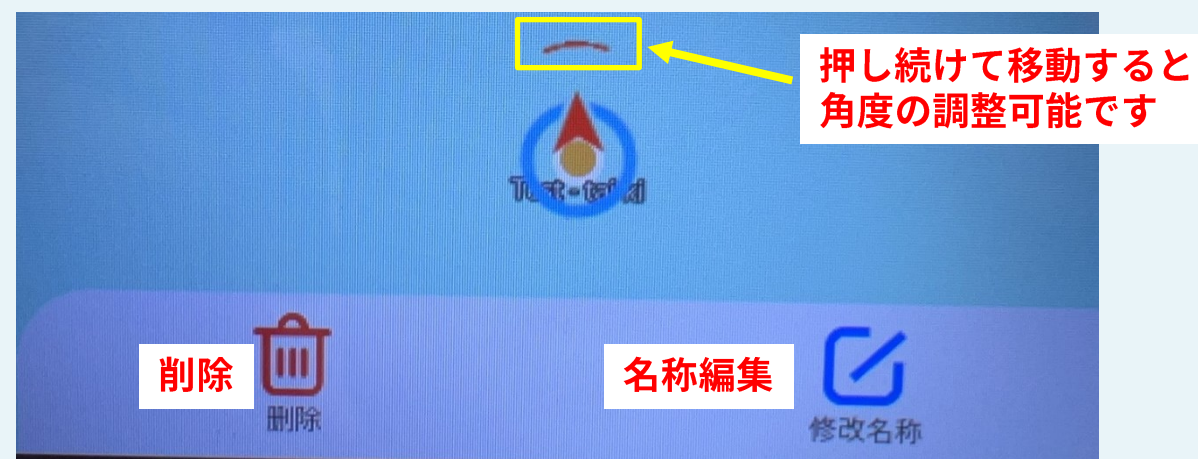 押し続けて移動すると
角度の調整可能です
削除
删除
名称編集
修改名称